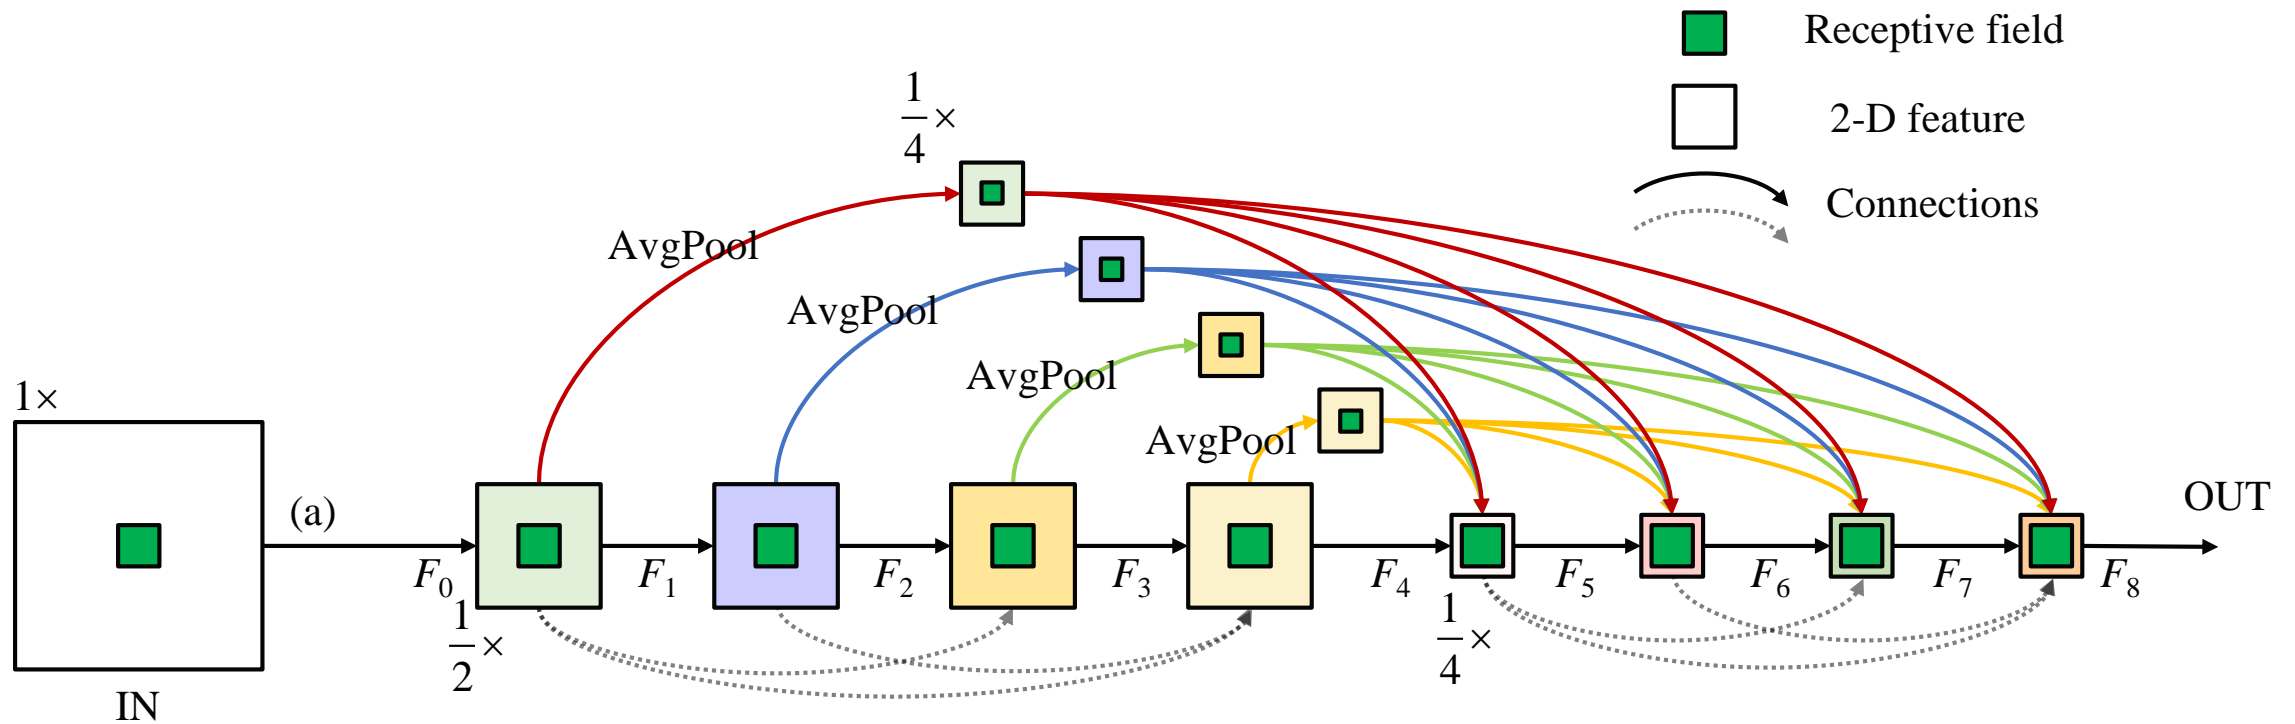 Receptive field
2-D feature
Connections
1/4 ×
AvgPool
AvgPool
AvgPool
AvgPool
1×
(a)
OUT
F0
F1
F2
F3
F4
F5
F6
F7
F8
1/2 ×
1/4 ×
IN